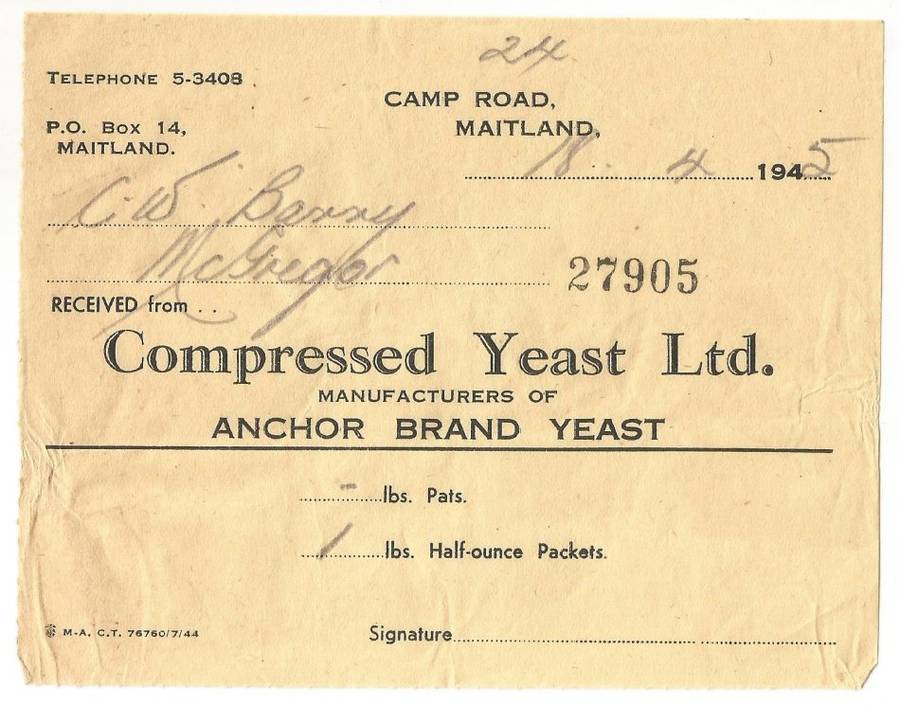 24
TELEPHONE 5-3408
CAMP ROAD,
MAITLAND,
P.O. Box 14,
MAITLAND.
18. 4 1945
C. W. Barry
McGregor
27905
RECEIVED from . .
Compressed Yeast Ltd.
MANUFACTURERS OF
ANCHOR BRAND YEAST
- lbs. Pats.
1 lbs. Half-ounce Packets.
M-A. C.T. 76760/7/44
Signature